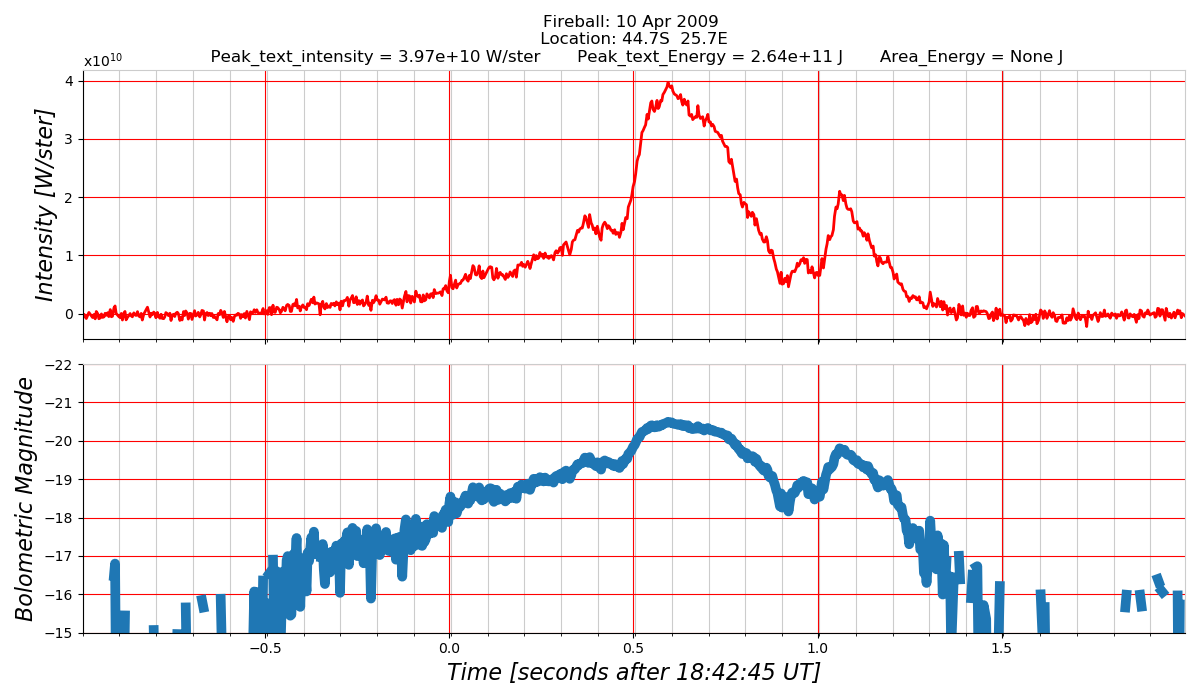 Fireball: 10 Apr 2009
Location: 44.7S  25.7E
Peak_text_intensity = 3.97e+10 W/ster       Peak_text_Energy = 2.64e+11 J       Area_Energy = None J
x10¹⁰
Intensity [W/ster]
4
3
2
1
0
Bolometric Magnitude
−22
−21
−20
−19
−18
−17
−16
−15
−0.5
0.0
0.5
1.0
1.5
Time [seconds after 18:42:45 UT]